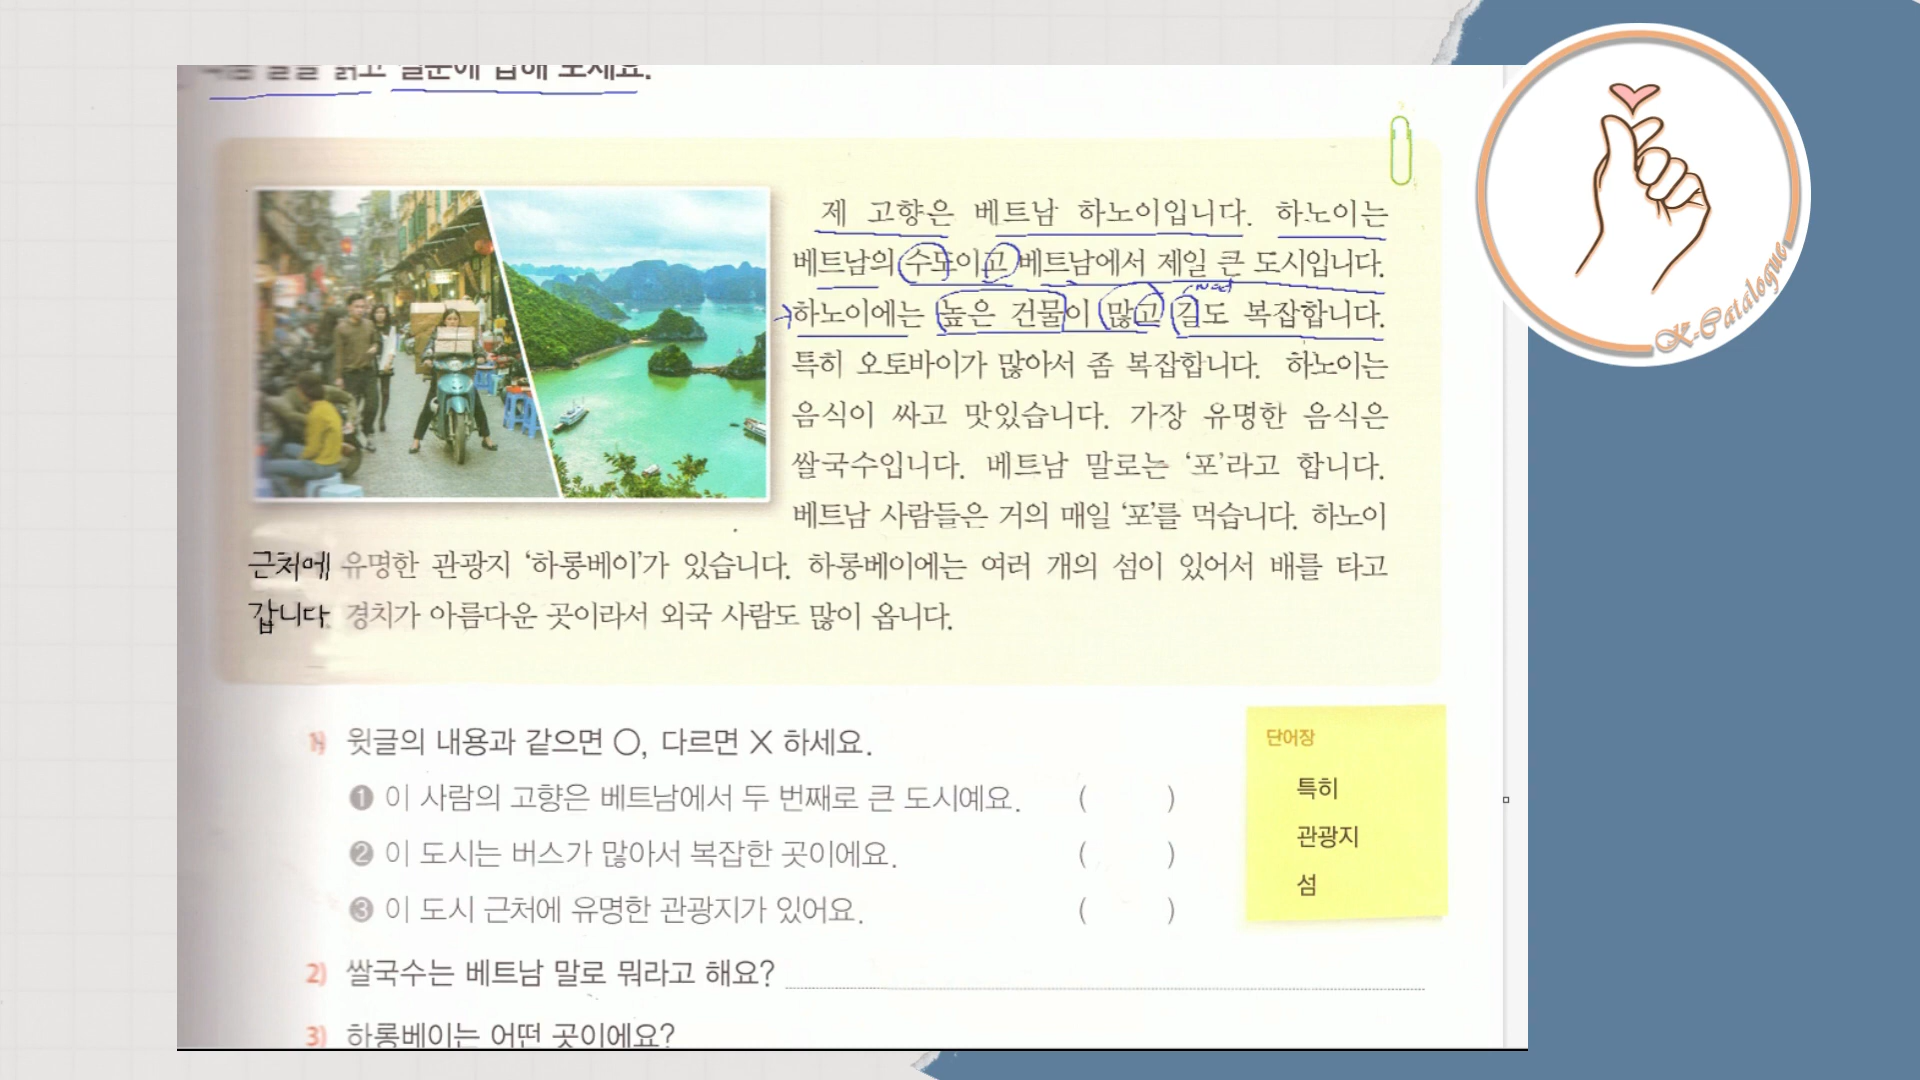 다음 글을 읽고 질문에 답해 보세요.
제 고향은 베트남 하노이입니다. 하노이는
베트남의 수도이고 베트남에서 제일 큰 도시입니다.
하노이에는 높은 건물이 많고 길도 복잡합니다.
특히 오토바이가 많아서 좀 복잡합니다. 하노이는
음식이 싸고 맛있습니다. 가장 유명한 음식은
쌀국수입니다. 베트남 말로는 ‘포’라고 합니다.
베트남 사람들은 거의 매일 ‘포’를 먹습니다. 하노이
근처에 유명한 관광지 ‘하롱베이’가 있습니다. 하롱베이에는 여러 개의 섬이 있어서 배를 타고
갑니다. 경치가 아름다운 곳이라서 외국 사람도 많이 옵니다.
1) 윗글의 내용과 같으면 ○, 다르면 X 하세요.
❶ 이 사람의 고향은 베트남에서 두 번째로 큰 도시예요. ( )
❷ 이 도시는 버스가 많아서 복잡한 곳이에요. ( )
❸ 이 도시 근처에 유명한 관광지가 있어요. ( )
2) 쌀국수는 베트남 말로 뭐라고 해요?
3) 하롱베이는 어떤 곳이에요?
단어장
특히
관광지
섬
K-Catalogue